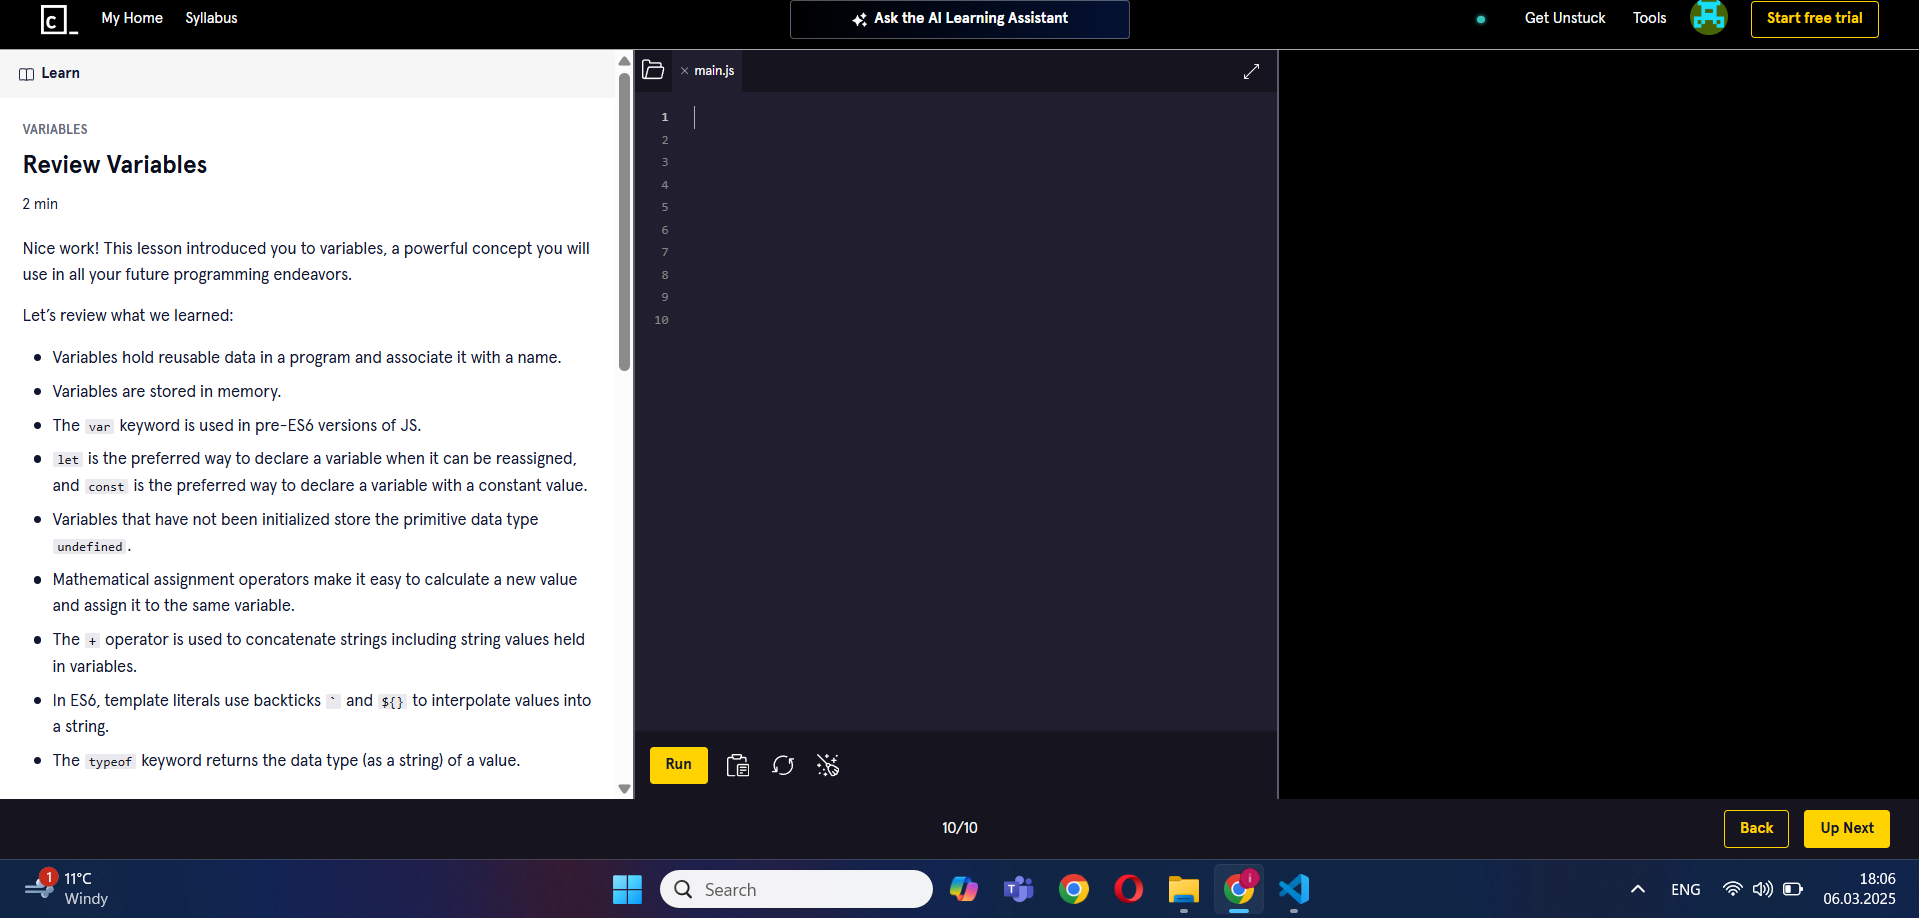 c_
My Home
Syllabus
Ask the AI Learning Assistant
Get Unstuck
Tools
Start free trial
Learn
VARIABLES
Review Variables
2 min
Nice work! This lesson introduced you to variables, a powerful concept you will
use in all your future programming endeavors.
Let’s review what we learned:
Variables hold reusable data in a program and associate it with a name.
Variables are stored in memory.
The var keyword is used in pre-ES6 versions of JS.
let is the preferred way to declare a variable when it can be reassigned,
and const is the preferred way to declare a variable with a constant value.
Variables that have not been initialized store the primitive data type
undefined.
Mathematical assignment operators make it easy to calculate a new value
and assign it to the same variable.
The + operator is used to concatenate strings including string values held
in variables.
In ES6, template literals use backticks ` and ${} to interpolate values into
a string.
The typeof keyword returns the data type (as a string) of a value.
main.js
1
2
3
4
5
6
7
8
9
10
Run
10/10
Back
Up Next
1
11°C
Windy
Search
T
i
ENG
18:06
06.03.2025